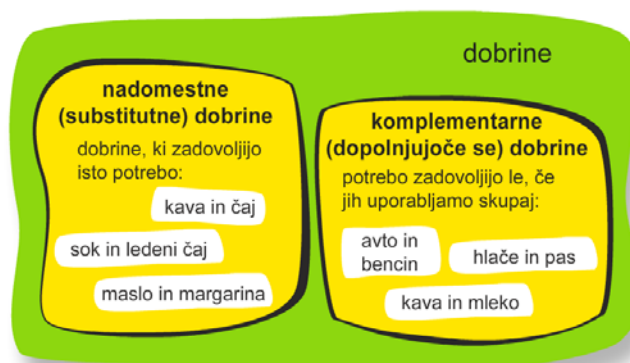 dobrine
nadomestne
(substitutne) dobrine
dobrine, ki zadovoljijo
isto potrebo:
kava in čaj
sok in ledeni čaj
maslo in margarina
komplementarne
(dopolnjujoče se) dobrine
potrebo zadovoljijo le, če
jih uporabljamo skupaj:
avto in
bencin
hlače in pas
kava in mleko